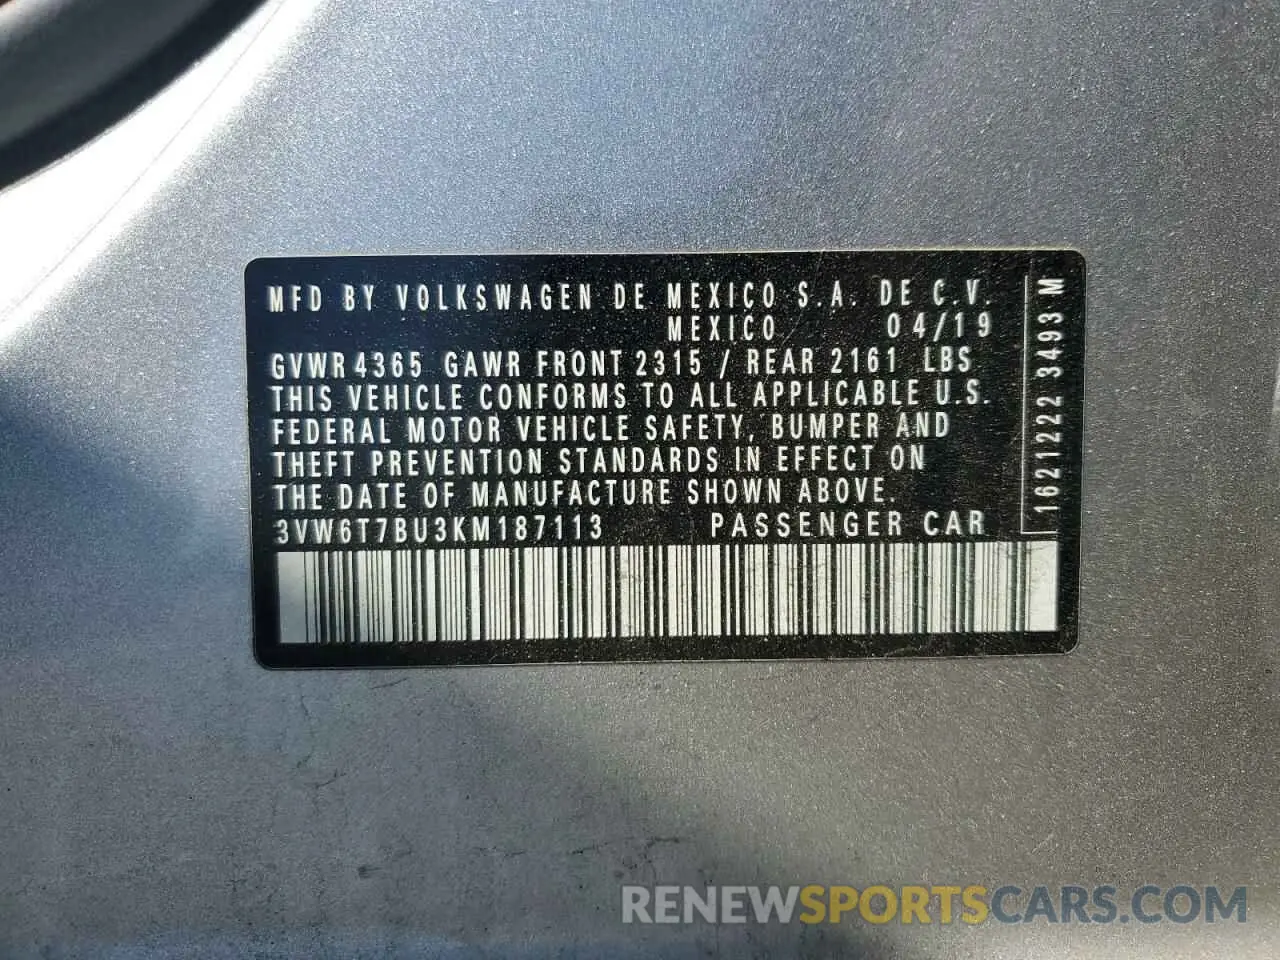 MFD BY VOLKSWAGEN DE MEXICO S.A. DE C.V.
MEXICO 04/19
GVWR 4365 GAWR FRONT 2315 / REAR 2161 LBS
THIS VEHICLE CONFORMS TO ALL APPLICABLE U.S.
FEDERAL MOTOR VEHICLE SAFETY, BUMPER AND
THEFT PREVENTION STANDARDS IN EFFECT ON
THE DATE OF MANUFACTURE SHOWN ABOVE.
3VW6T7BU3KM187113 PASSENGER CAR
1621222 3493 M
RENEWSPORTSCARS.COM